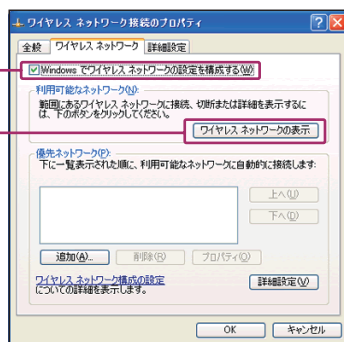 ワイヤレス ネットワーク接続のプロパティ
全般 ワイヤレス ネットワーク 詳細設定
Windows でワイヤレス ネットワークの設定を構成する(W)
利用可能なネットワーク(N):
範囲にあるワイヤレス ネットワークに接続、切断または詳細を表示するに
は、下のボタンをクリックしてください。
ワイヤレス ネットワークの表示
優先ネットワーク(P):
下に一覧表示された順に、利用可能なネットワークに自動的に接続します:
上へ(U)
下へ(D)
追加(A)... 削除(R) プロパティ(O)
ワイヤレス ネットワーク構成の設定
についての詳細を表示します。
詳細設定(V)
OK キャンセル